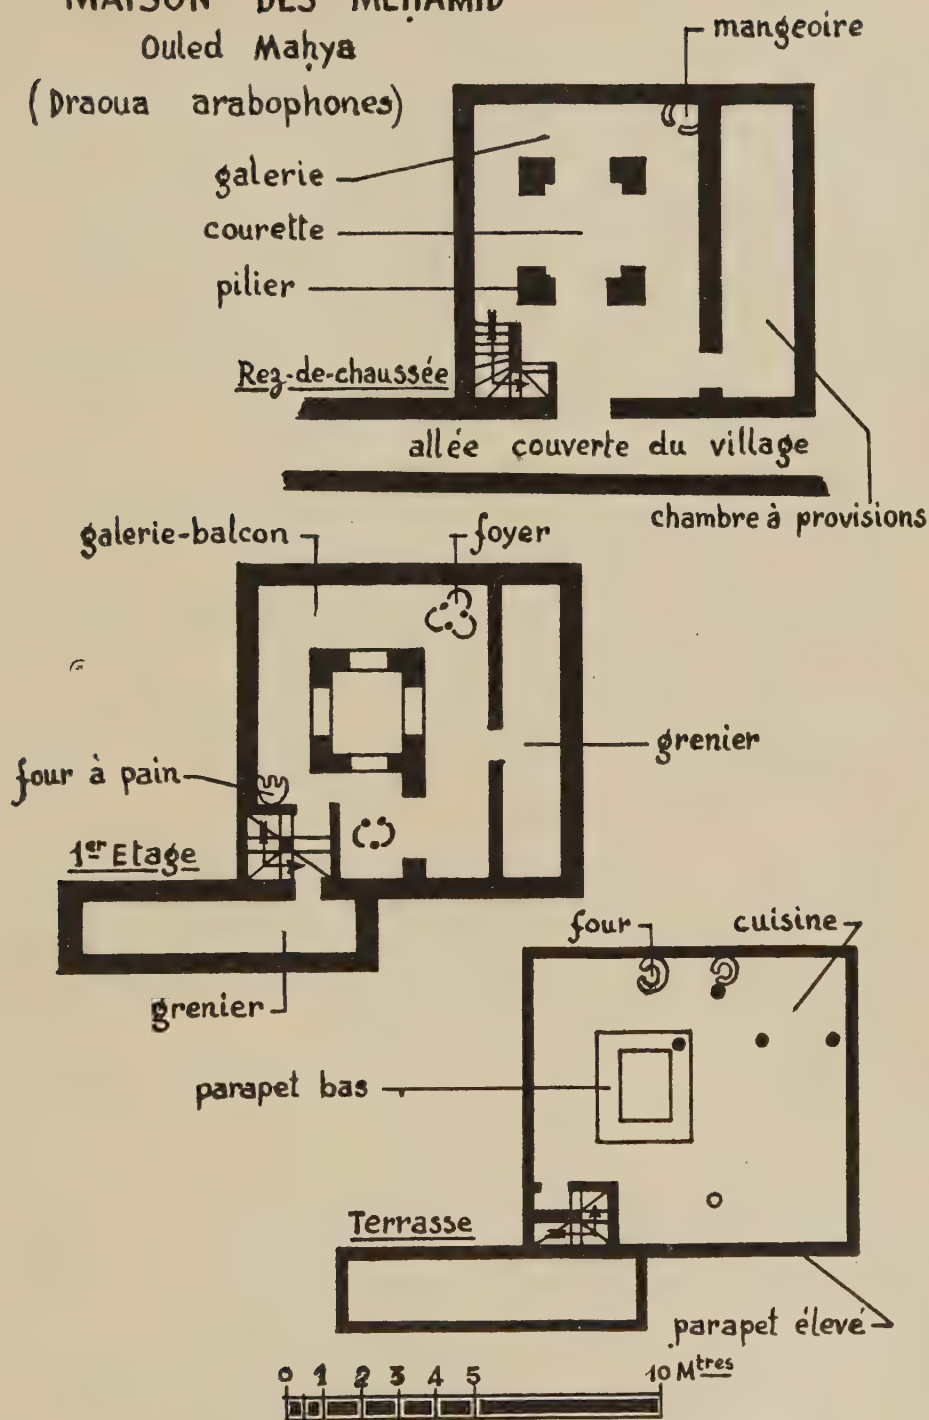 MAISON DES MEḤAMID
Ouled Maḥya
(Draoua arabophones)
mangeoire
galerie
courette
pilier
Rez-de-chaussée
allée couverte du village
chambre à provisions
galerie-balcon
foyer
grenier
four à pain
1er Etage
grenier
four
cuisine
parapet bas
Terrasse
parapet élevé
0 1 2 3 4 5 10 Mtres